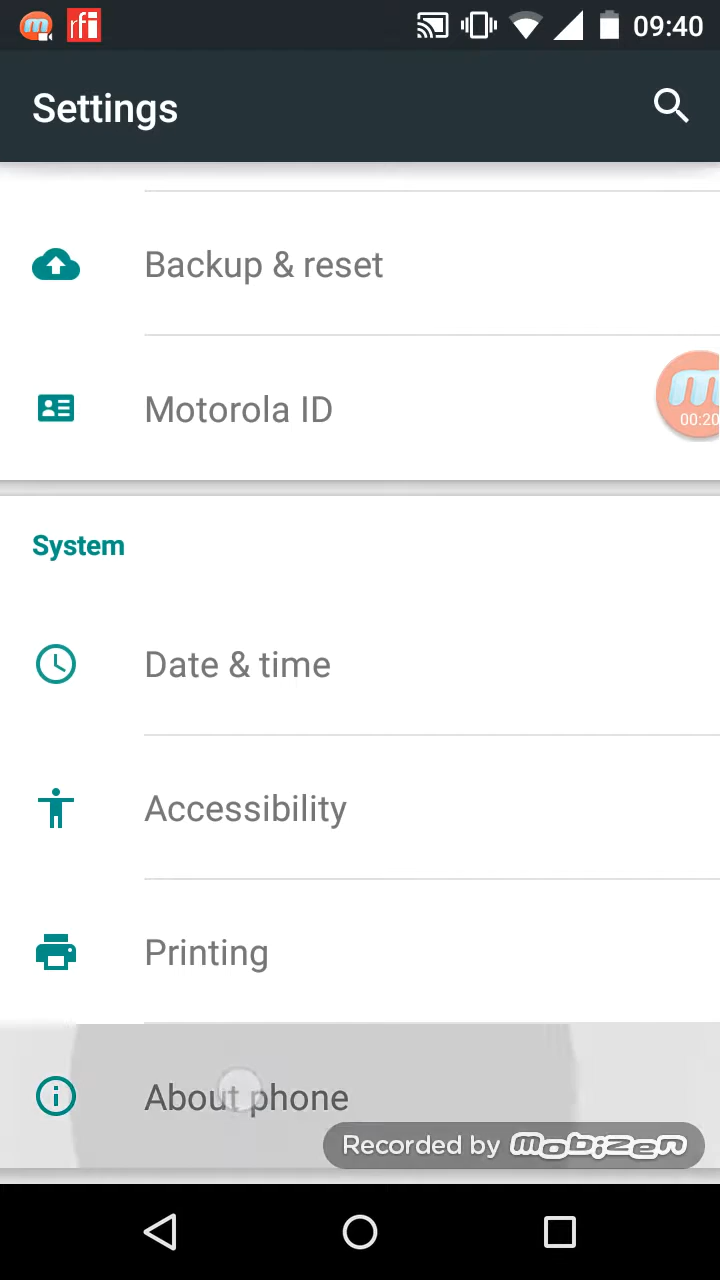 m rfi 09:40
Settings
Backup & reset
Motorola ID
m
00:20
System
Date & time
Accessibility
Printing
About phone
Recorded by mobizen